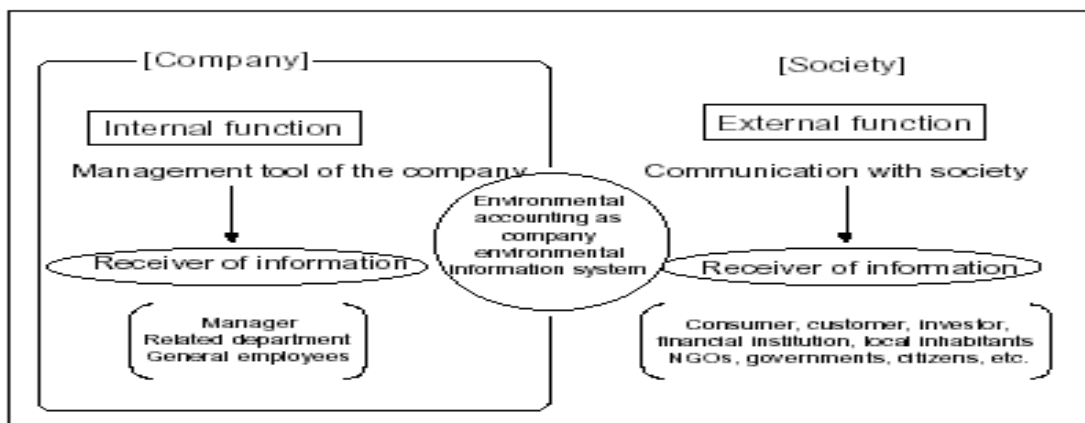 [Company]
[Society]
Internal function
External function
Management tool of the company
Communication with society
Environmental
accounting as
company
environmental
information system
Receiver of information
Receiver of information
Manager
Related department
General employees
Consumer, customer, investor,
financial institution, local inhabitants
NGOs, governments, citizens, etc.